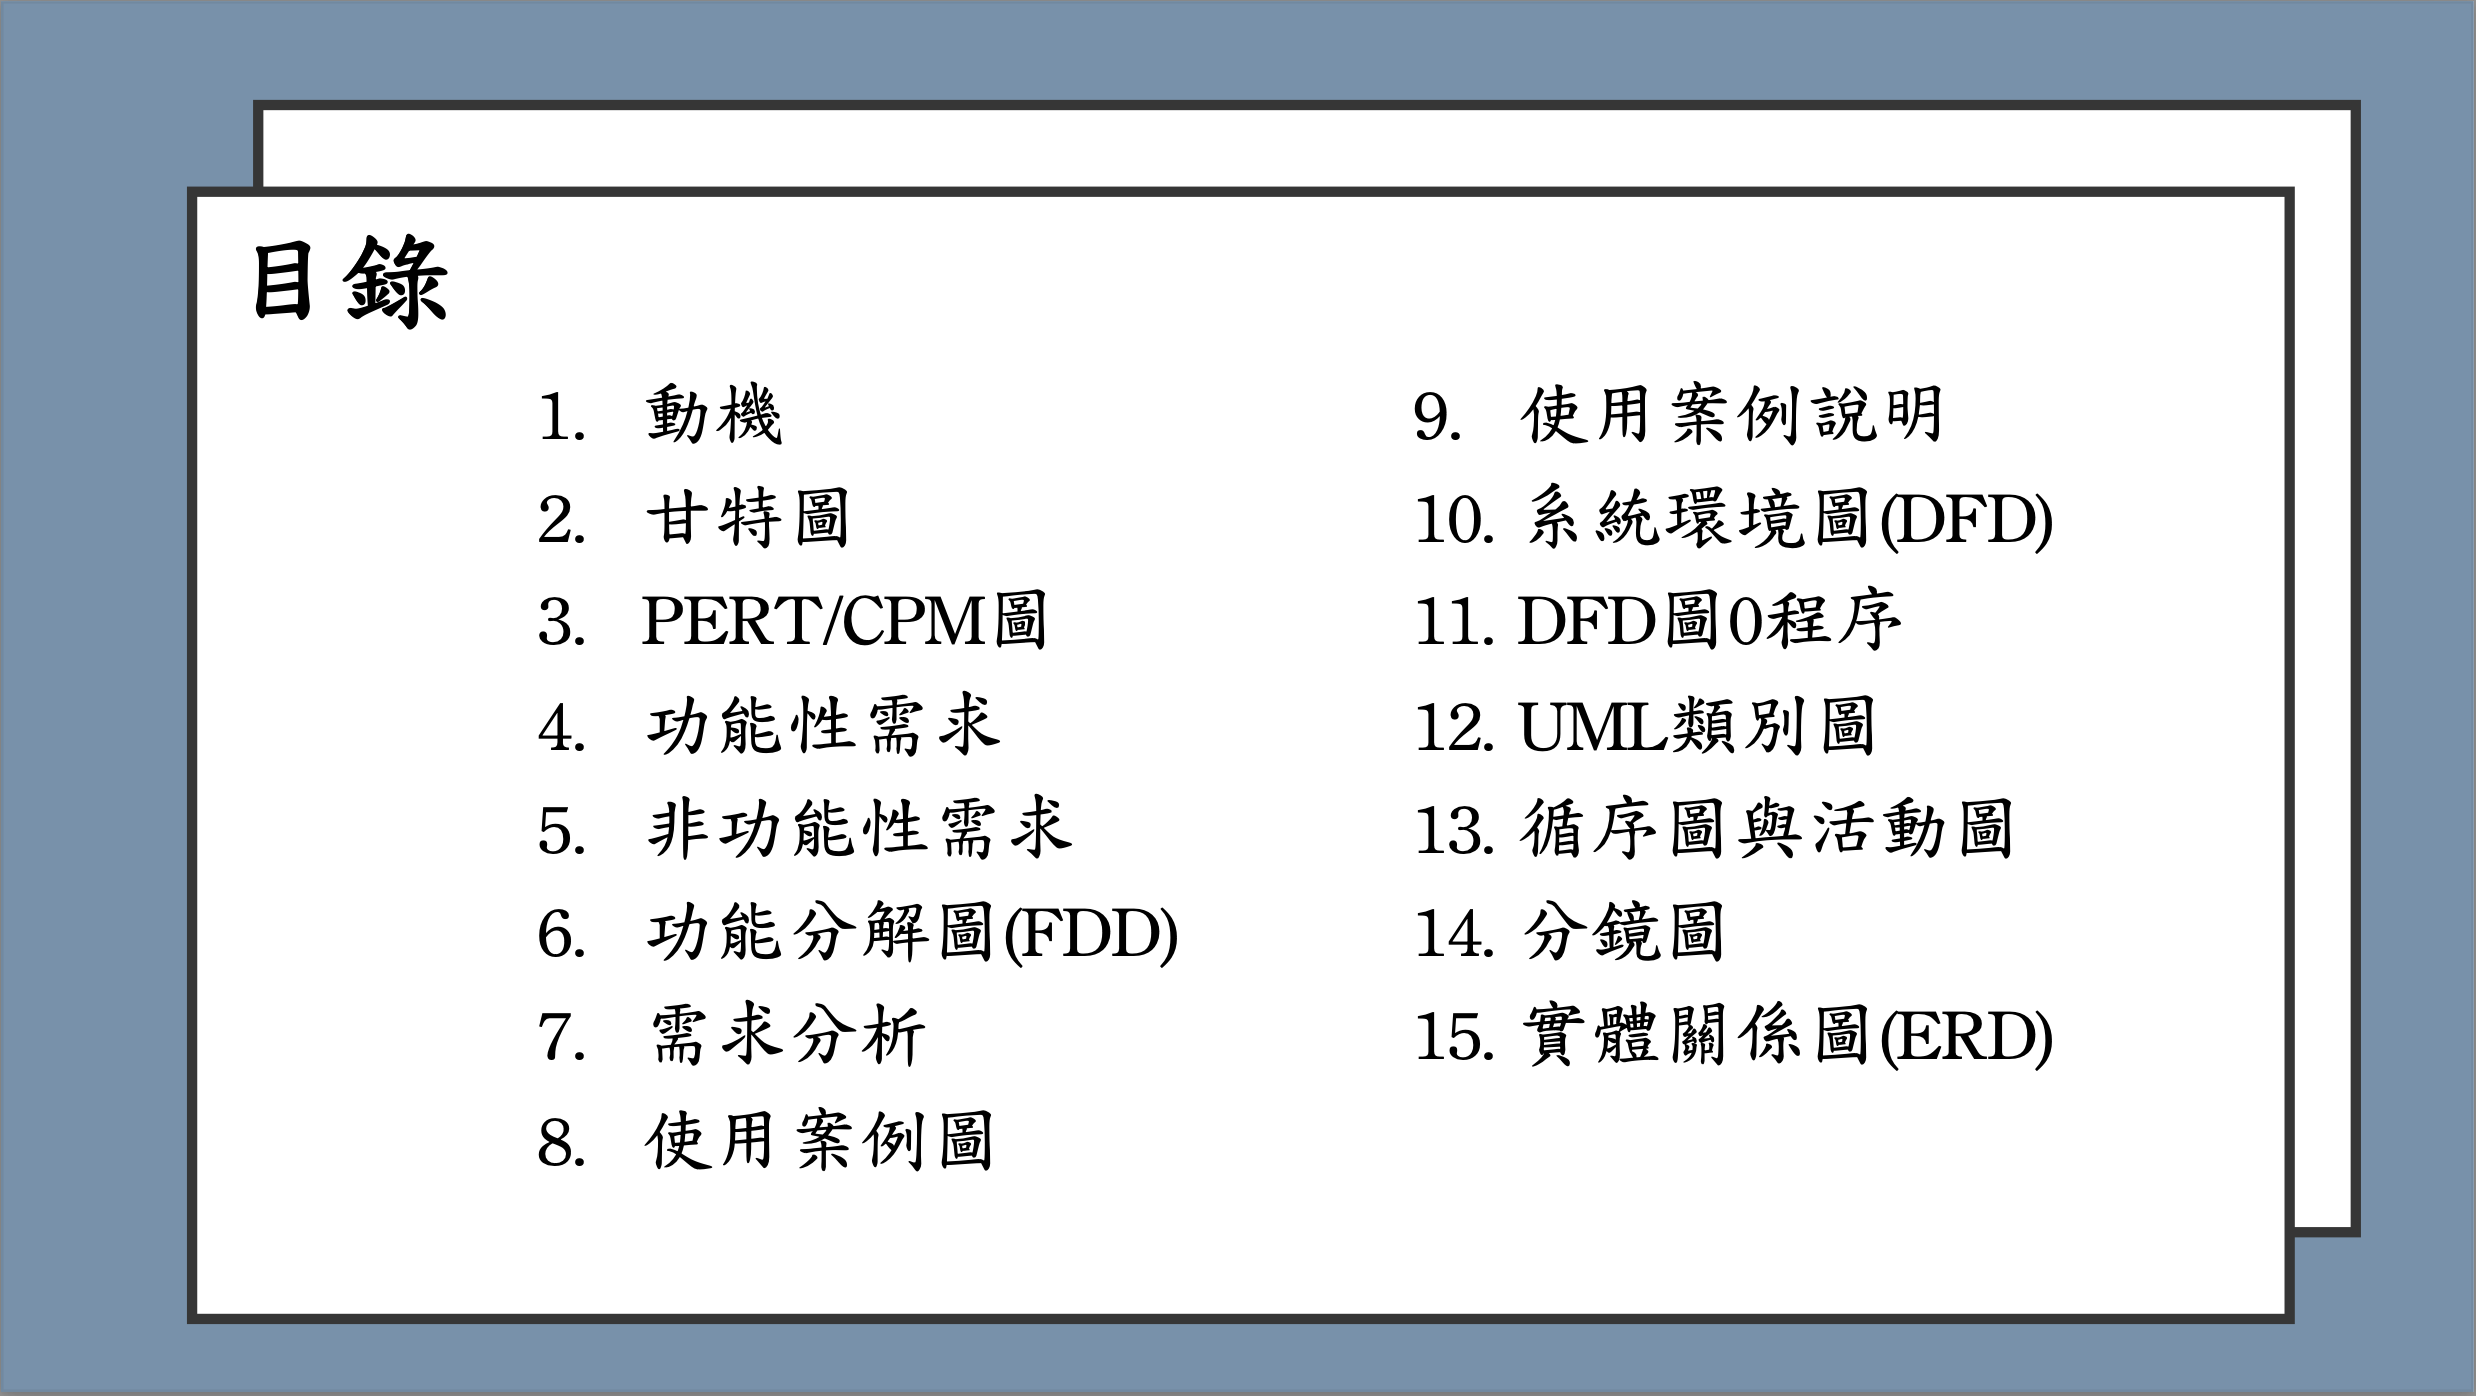 目錄
1. 動機
2. 甘特圖
3. PERT/CPM圖
4. 功能性需求
5. 非功能性需求
6. 功能分解圖(FDD)
7. 需求分析
8. 使用案例圖
9. 使用案例說明
10. 系統環境圖(DFD)
11. DFD圖0程序
12. UML類別圖
13. 循序圖與活動圖
14. 分鏡圖
15. 實體關係圖(ERD)